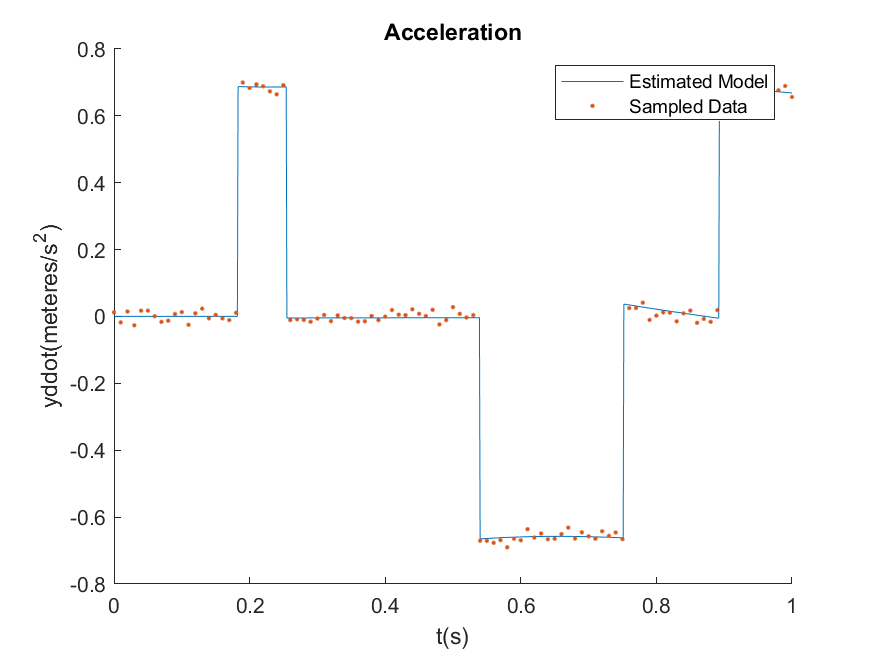 Acceleration
Estimated Model
Sampled Data
0.8
0.6
0.4
0.2
0
-0.2
-0.4
-0.6
-0.8
yddot(meteres/s^2)
0 0.2 0.4 0.6 0.8 1
t(s)